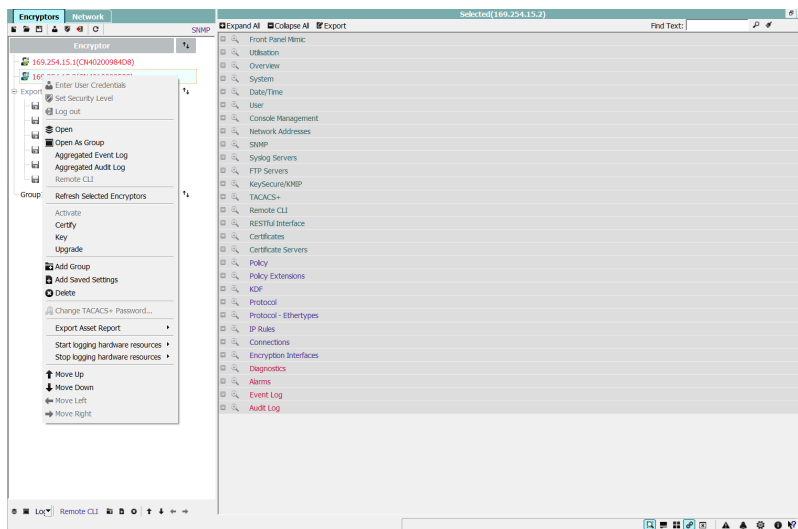 Encryptors Network
Selected(169.254.15.2)
SNMP
Expand All Collapse All Export Find Text:
Encryptor
169.254.15.1(CN40200984D8)
Export
Group
Enter User Credentials
Set Security Level
Log out
Open
Open As Group
Aggregated Event Log
Aggregated Audit Log
Remote CLI
Refresh Selected Encryptors
Activate
Certify
Key
Upgrade
Add Group
Add Saved Settings
Delete
Change TACACS+ Password...
Export Asset Report
Start logging hardware resources
Stop logging hardware resources
Move Up
Move Down
Move Left
Move Right
Front Panel Mimic
Utilisation
Overview
System
Date/Time
User
Console Management
Network Addresses
SNMP
Syslog Servers
FTP Servers
KeySecure/KMIP
TACACS+
Remote CLI
RESTful Interface
Certificates
Certificate Servers
Policy
Policy Extensions
KDF
Protocol
Protocol - Ethertypes
IP Rules
Connections
Encryption Interfaces
Diagnostics
Alarms
Event Log
Audit Log
Remote CLI